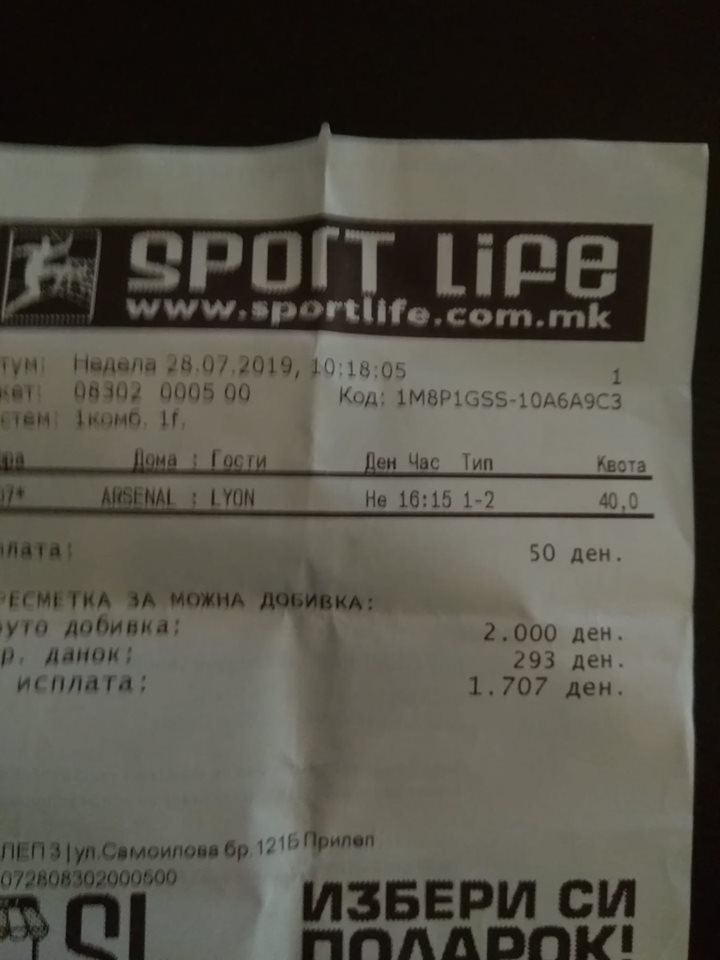 SPORT LIFE
www.sportlife.com.mk
тум: Недела 28.07.2019, 10:18:05 1
кет: 08302 0005 00 Код: 1M8P1GSS-10A6A9C3
стем: 1комб. 1f.
ра Дома : Гости Ден Час Тип Квота
07* ARSENAL : LYON Не 16:15 1-2 40,0
плата: 50 ден.
РЕСМЕТКА ЗА МОЖНА ДОБИВКА:
руто добивка: 2.000 ден.
р. данок: 293 ден.
исплата: 1.707 ден.
ЛЕП 3 | ул.Самоилова бр.121Б Прилеп
072808302000500
SL
ИЗБЕРИ СИ
ПОДАРОК!